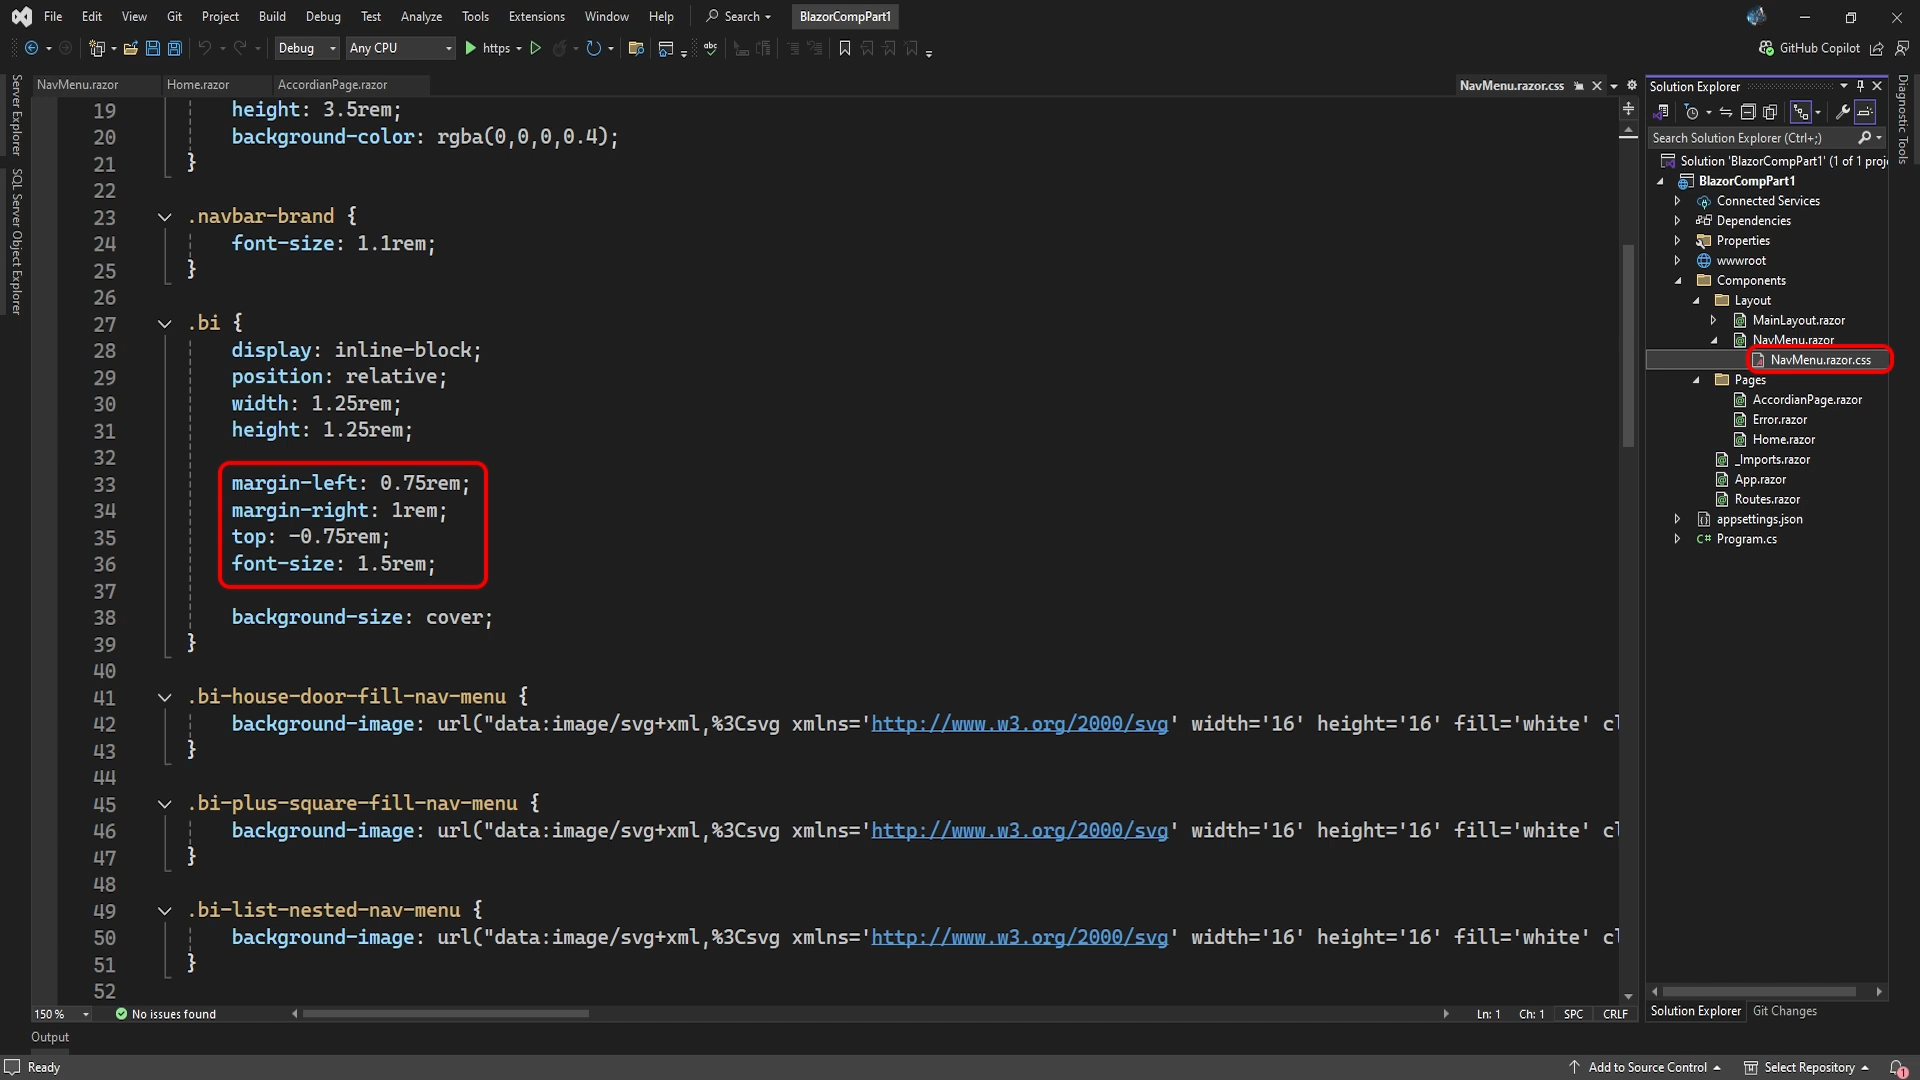 File Edit View Git Project Build Debug Test Analyze Tools Extensions Window Help Search BlazorCompPart1
Debug Any CPU https GitHub Copilot
Server Explorer
SQL Server Object Explorer
NavMenu.razor Home.razor AccordianPage.razor NavMenu.razor.css
19 height: 3.5rem;
20 background-color: rgba(0,0,0,0.4);
21 }
22
23 .navbar-brand {
24 font-size: 1.1rem;
25 }
26
27 .bi {
28 display: inline-block;
29 position: relative;
30 width: 1.25rem;
31 height: 1.25rem;
32
33 margin-left: 0.75rem;
34 margin-right: 1rem;
35 top: -0.75rem;
36 font-size: 1.5rem;
37
38 background-size: cover;
39 }
40
41 .bi-house-door-fill-nav-menu {
42 background-image: url("data:image/svg+xml,%3Csvg xmlns='http://www.w3.org/2000/svg' width='16' height='16' fill='white' cl
43 }
44
45 .bi-plus-square-fill-nav-menu {
46 background-image: url("data:image/svg+xml,%3Csvg xmlns='http://www.w3.org/2000/svg' width='16' height='16' fill='white' cl
47 }
48
49 .bi-list-nested-nav-menu {
50 background-image: url("data:image/svg+xml,%3Csvg xmlns='http://www.w3.org/2000/svg' width='16' height='16' fill='white' cl
51 }
52
150 % No issues found Ln: 1 Ch: 1 SPC CRLF
Output
Solution Explorer
Search Solution Explorer (Ctrl+;)
Solution 'BlazorCompPart1' (1 of 1 proje
BlazorCompPart1
Connected Services
Dependencies
Properties
wwwroot
Components
Layout
MainLayout.razor
NavMenu.razor
NavMenu.razor.css
Pages
AccordianPage.razor
Error.razor
Home.razor
_Imports.razor
App.razor
Routes.razor
appsettings.json
C# Program.cs
Solution Explorer Git Changes
Diagnostic Tools
Ready Add to Source Control Select Repository 1